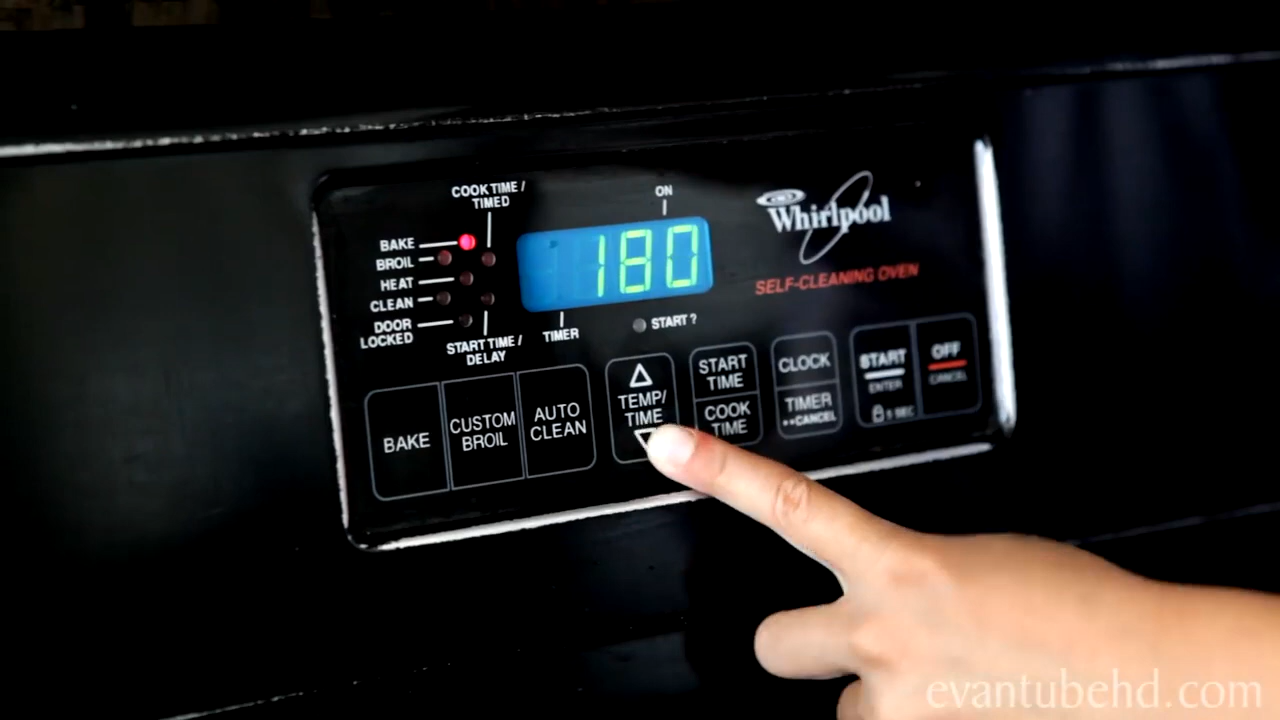 COOK TIME /
TIMED
ON
BAKE
BROIL
HEAT
CLEAN
DOOR
LOCKED
180
Whirlpool
SELF-CLEANING OVEN
START TIME /
DELAY
TIMER
START ?
BAKE
CUSTOM
BROIL
AUTO
CLEAN
TEMP/
TIME
START
TIME
COOK
TIME
CLOCK
TIMER
••CANCEL
START
ENTER
5 SEC
OFF
CANCEL
evantubehd.com